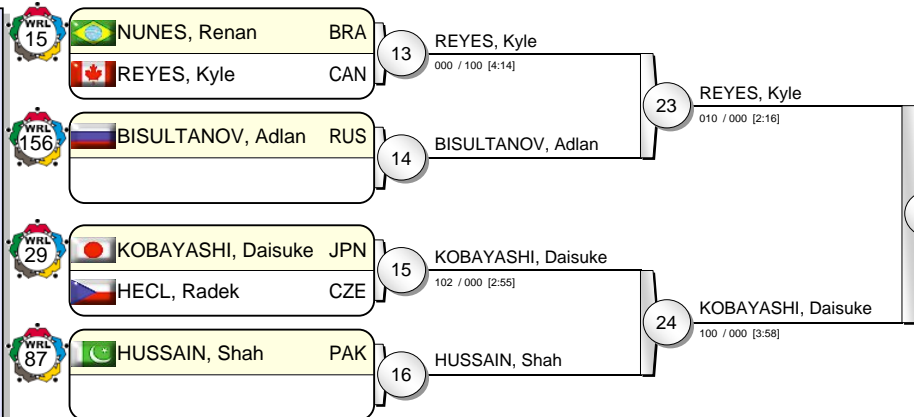 WRL
15
NUNES, Renan BRA
REYES, Kyle CAN
13
REYES, Kyle
000 / 100 [4:14]
WRL
156
BISULTANOV, Adlan RUS
14
BISULTANOV, Adlan
23
REYES, Kyle
010 / 000 [2:16]
WRL
29
KOBAYASHI, Daisuke JPN
HECL, Radek CZE
15
KOBAYASHI, Daisuke
102 / 000 [2:55]
WRL
87
HUSSAIN, Shah PAK
16
HUSSAIN, Shah
24
KOBAYASHI, Daisuke
100 / 000 [3:58]